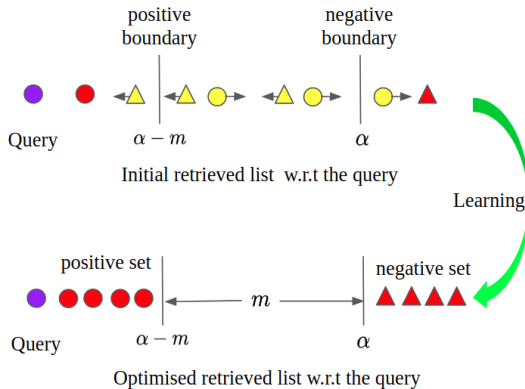 positive
boundary
negative
boundary
Query
α − m
α
Initial retrieved list w.r.t the query
Learning
positive set
negative set
m
Query
α − m
α
Optimised retrieved list w.r.t the query